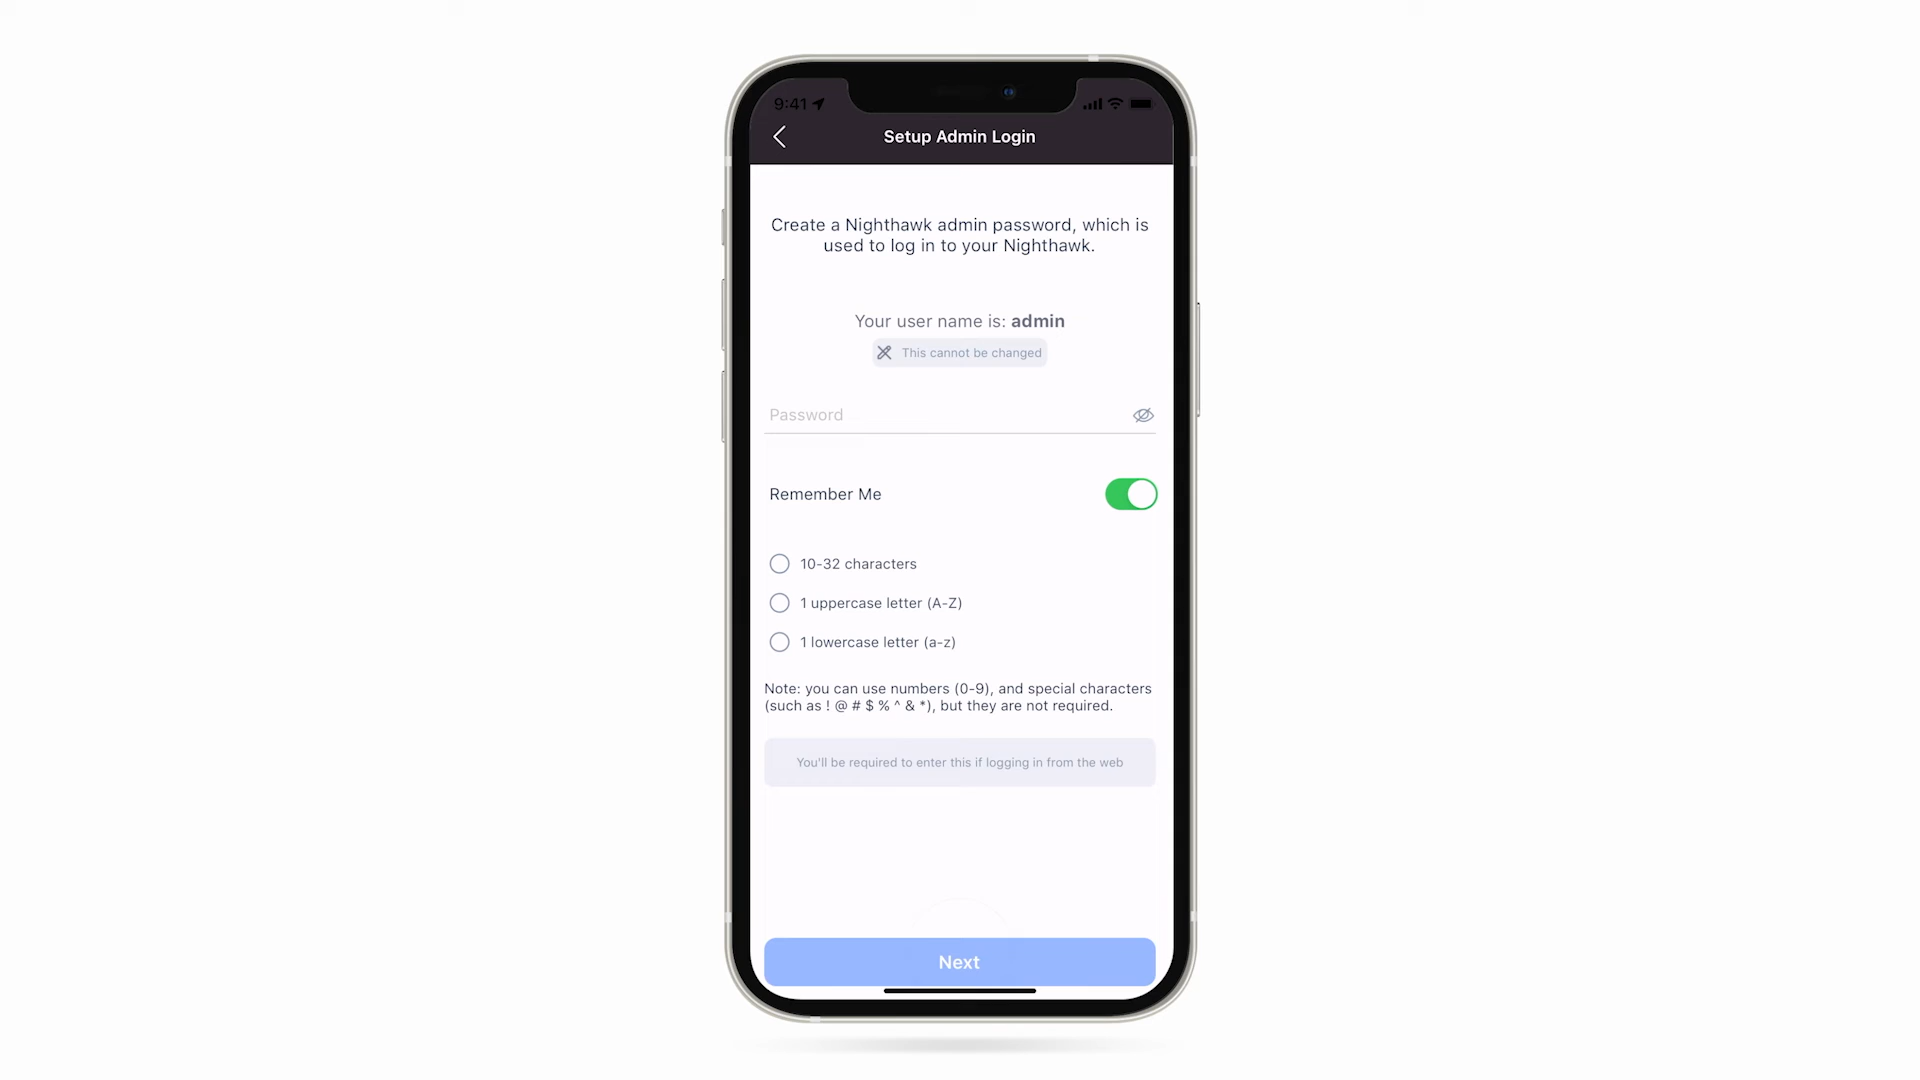 9:41
Setup Admin Login
Create a Nighthawk admin password, which is
used to log in to your Nighthawk.
Your user name is: admin
This cannot be changed
Password
Remember Me
10-32 characters
1 uppercase letter (A-Z)
1 lowercase letter (a-z)
Note: you can use numbers (0-9), and special characters
(such as ! @ # $ % ^ & *), but they are not required.
You'll be required to enter this if logging in from the web
Next